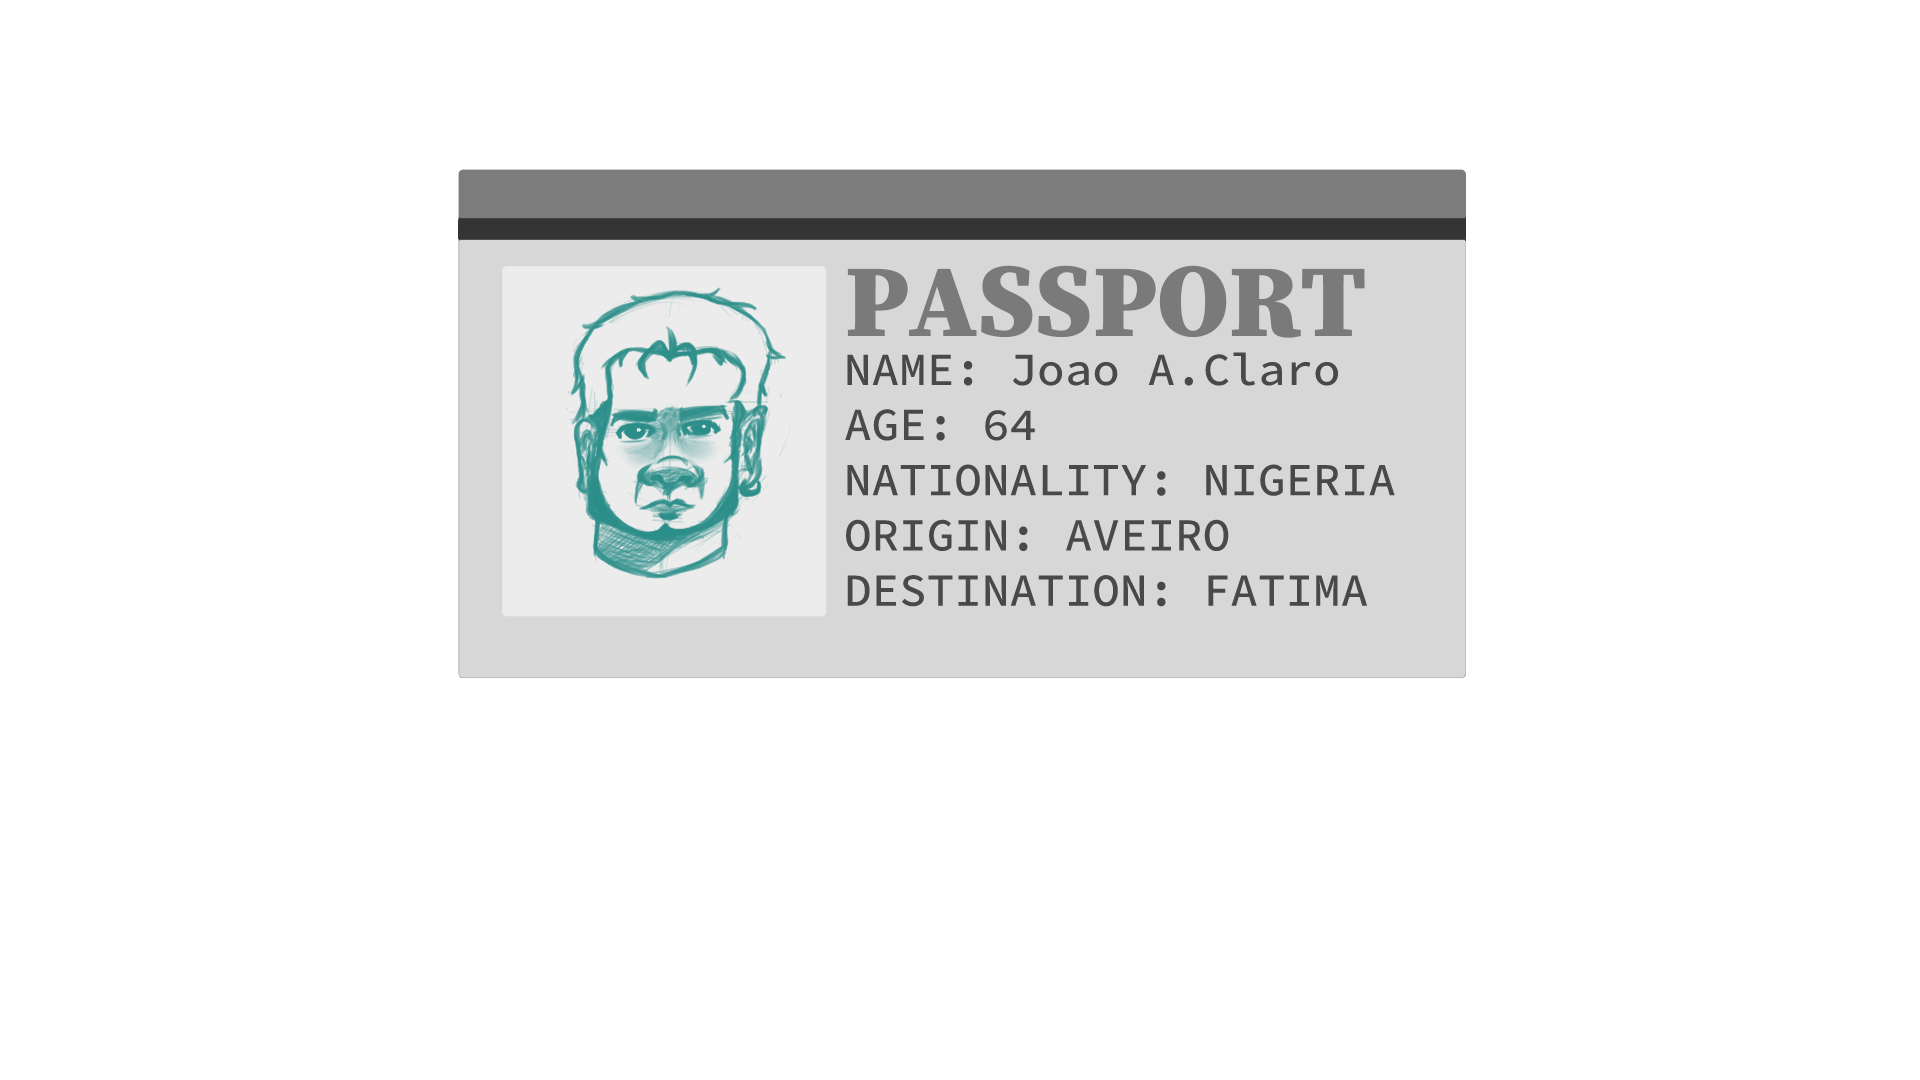 PASSPORT
NAME: Joao A.Claro
AGE: 64
NATIONALITY: NIGERIA
ORIGIN: AVEIRO
DESTINATION: FATIMA